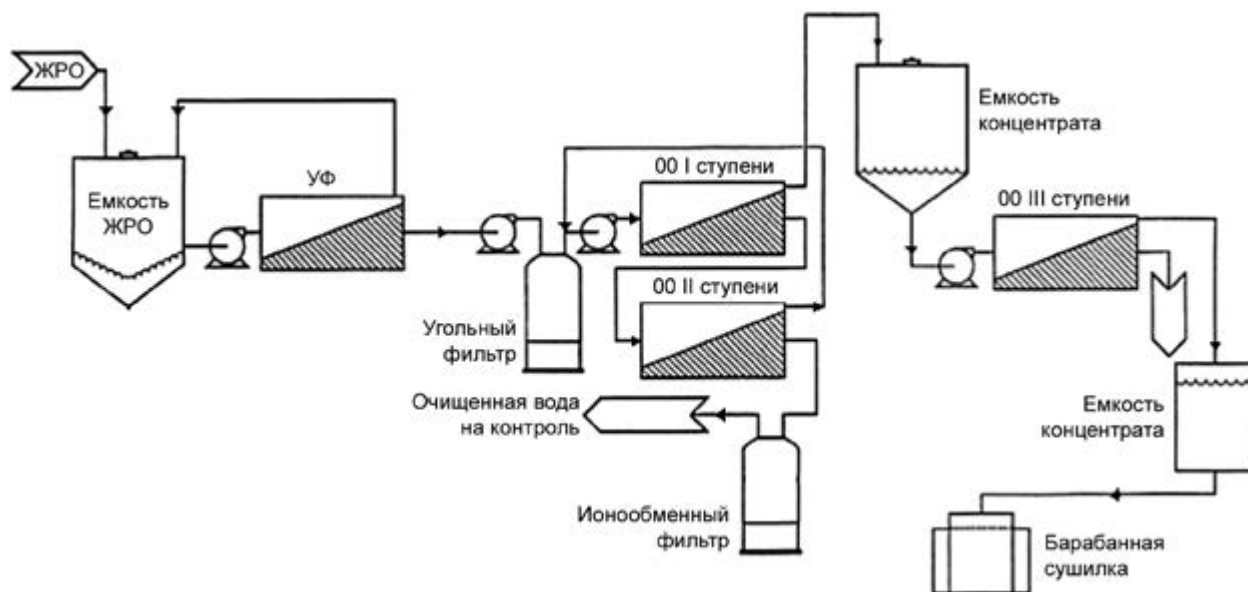 ЖРО
Емкость
ЖРО
УФ
Угольный
фильтр
00 I ступени
00 II ступени
Очищенная вода
на контроль
Ионообменный
фильтр
Емкость
концентрата
00 III ступени
Емкость
концентрата
Барабанная
сушилка